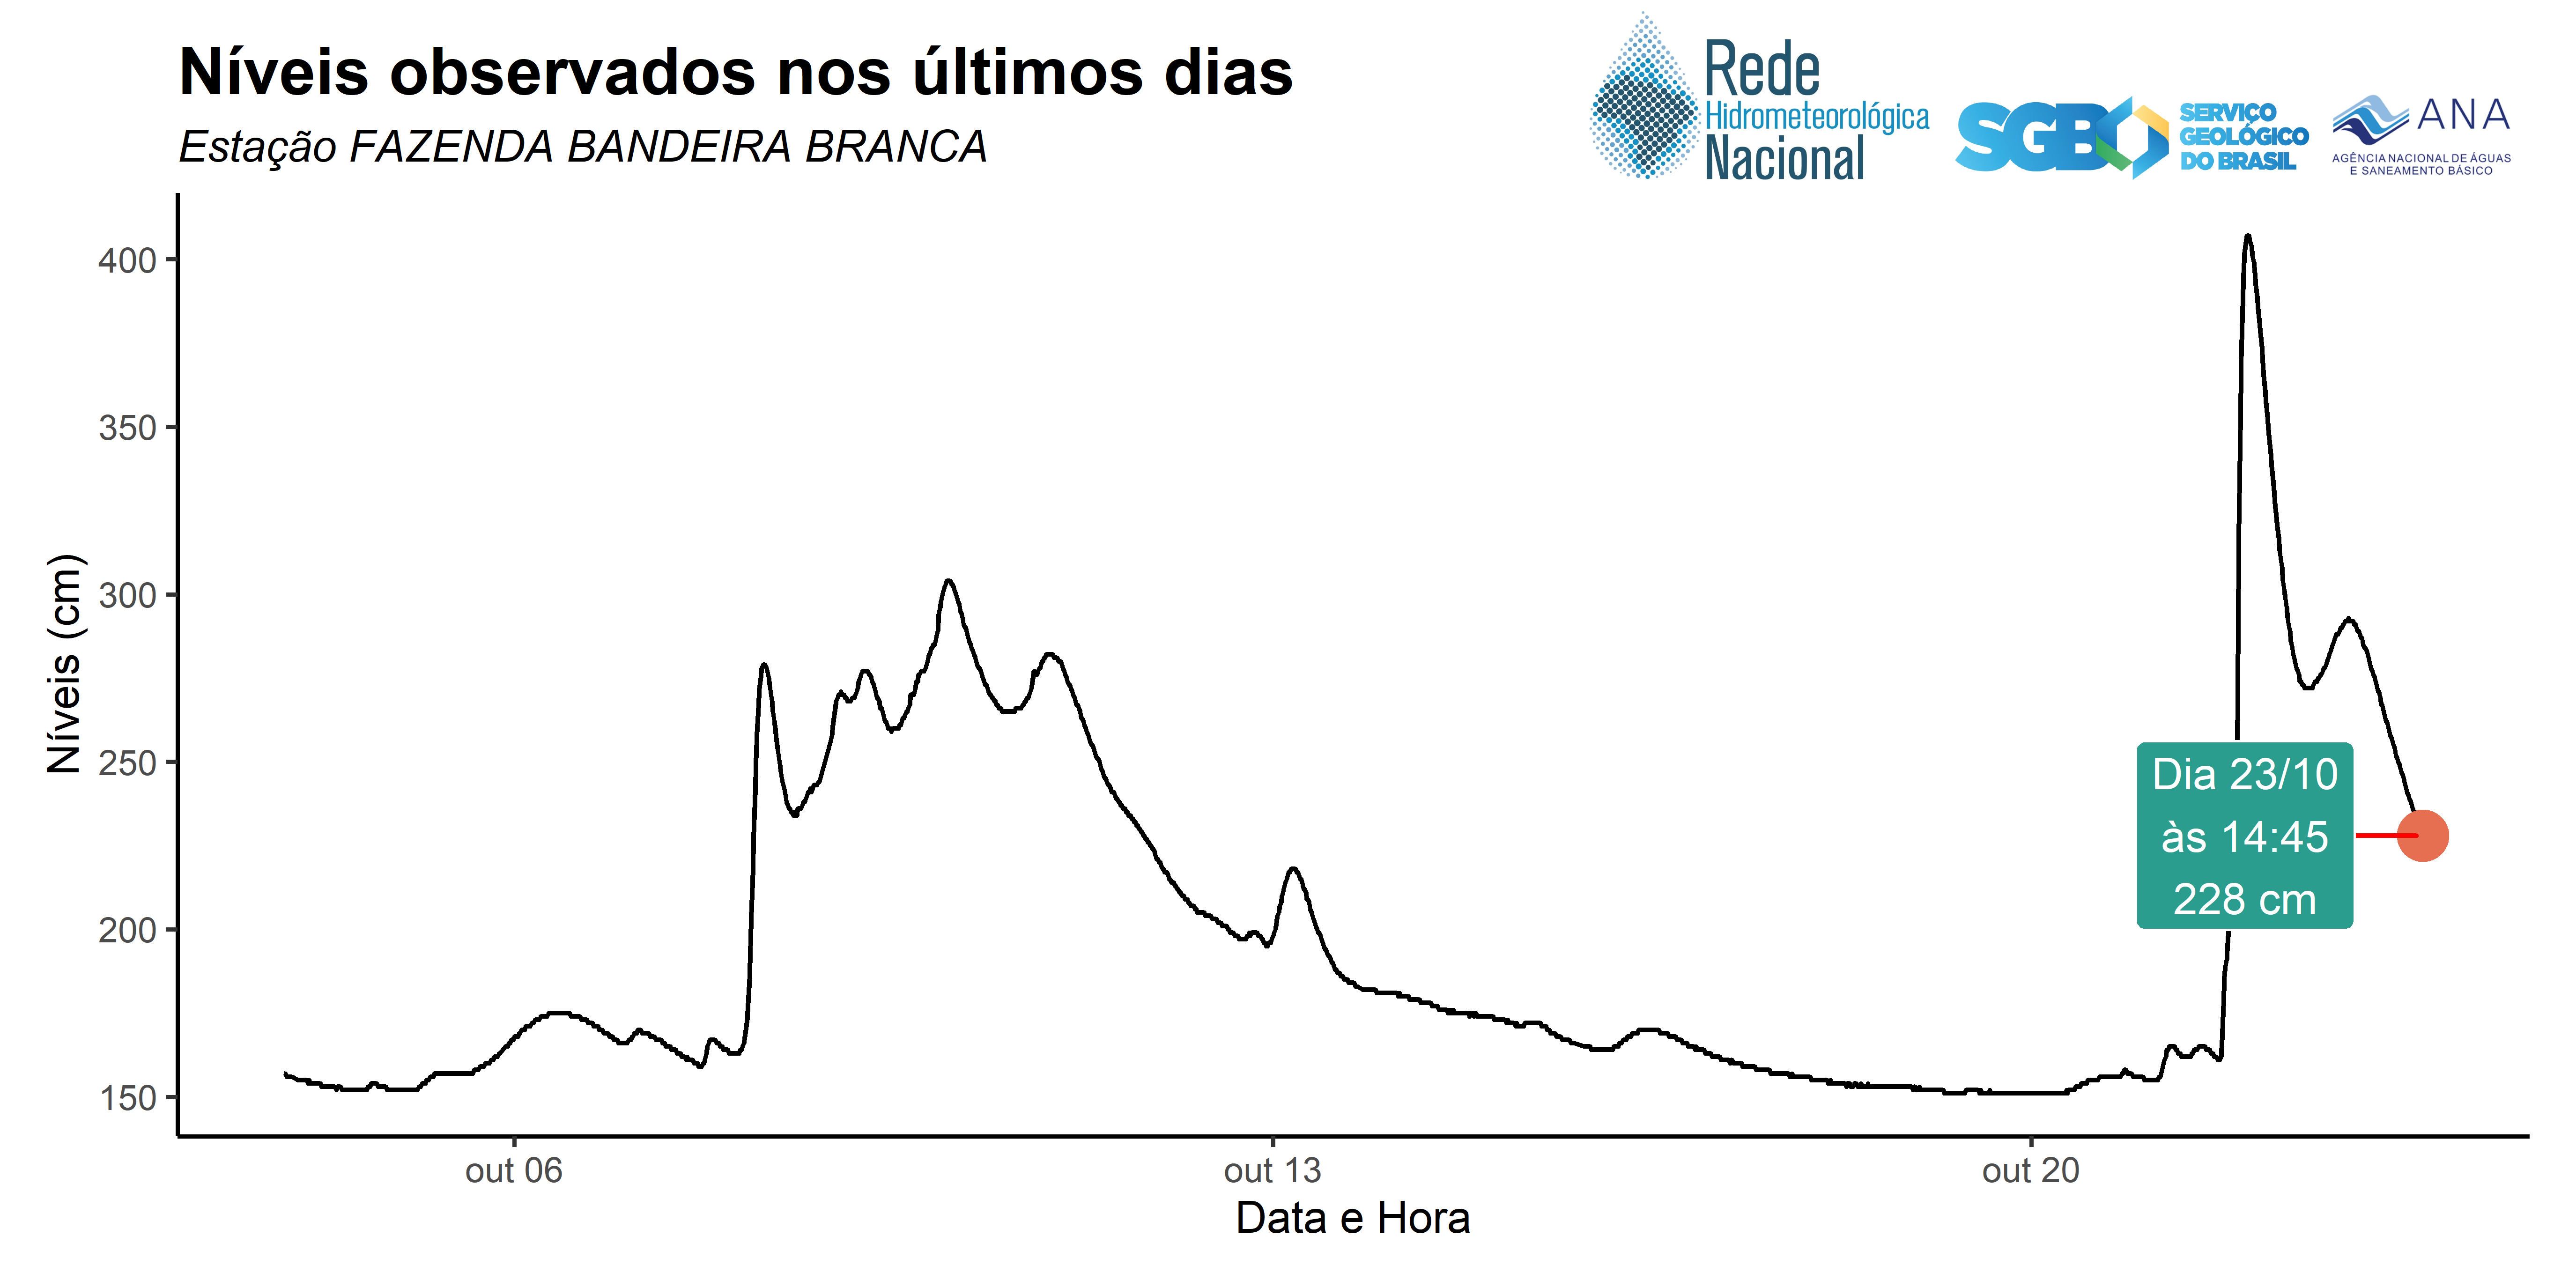 Níveis observados nos últimos dias
Estação FAZENDA BANDEIRA BRANCA
Rede
Hidrometeorológica
Nacional
SGB
SERVIÇO
GEOLÓGICO
DO BRASIL
ANA
AGÊNCIA NACIONAL DE ÁGUAS
E SANEAMENTO BÁSICO
Níveis (cm)
400
350
300
250
200
150
Dia 23/10
às 14:45
228 cm
out 06
out 13
out 20
Data e Hora